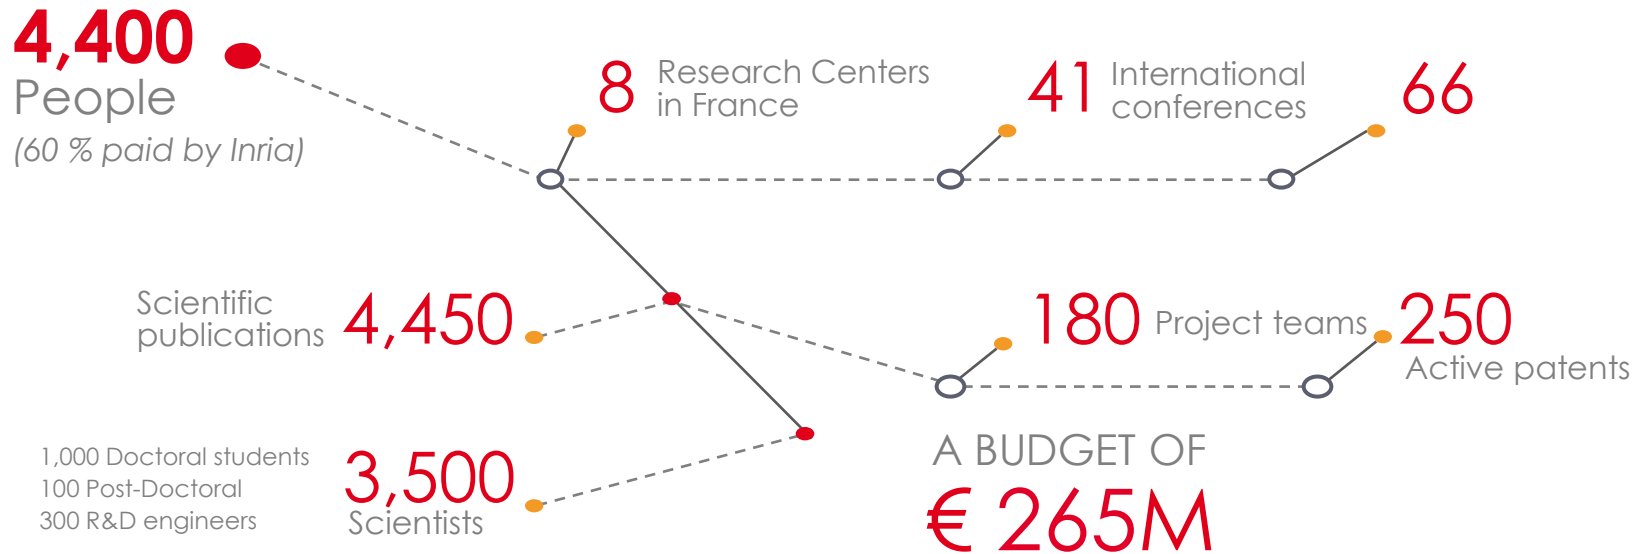 4,400
People
(60 % paid by Inria)
8
Research Centers
in France
41
International
conferences
66
Scientific
publications
4,450
180
Project teams
250
Active patents
1,000 Doctoral students
100 Post-Doctoral
300 R&D engineers
3,500
Scientists
A BUDGET OF
€ 265M